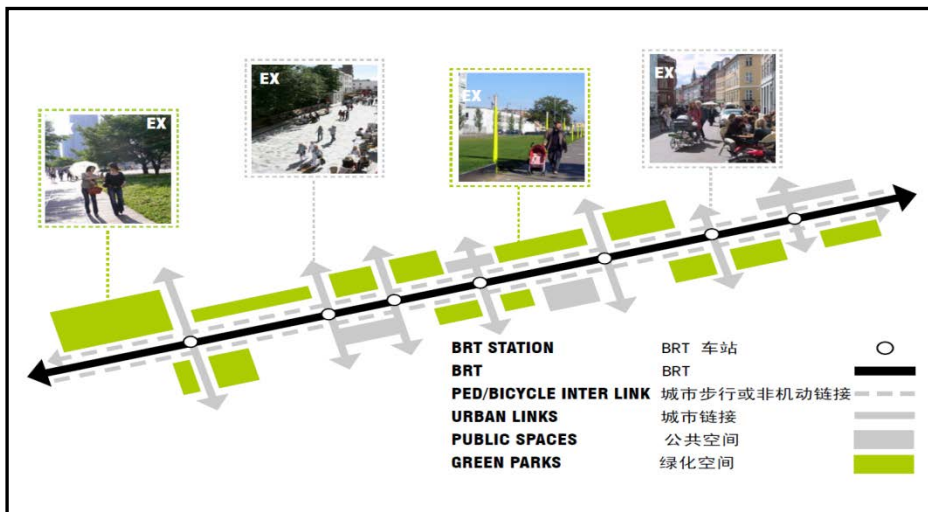 EX
EX
EX
EX
BRT STATION BRT 车站
BRT BRT
PED/BICYCLE INTER LINK 城市步行或非机动链接
URBAN LINKS 城市链接
PUBLIC SPACES 公共空间
GREEN PARKS 绿化空间